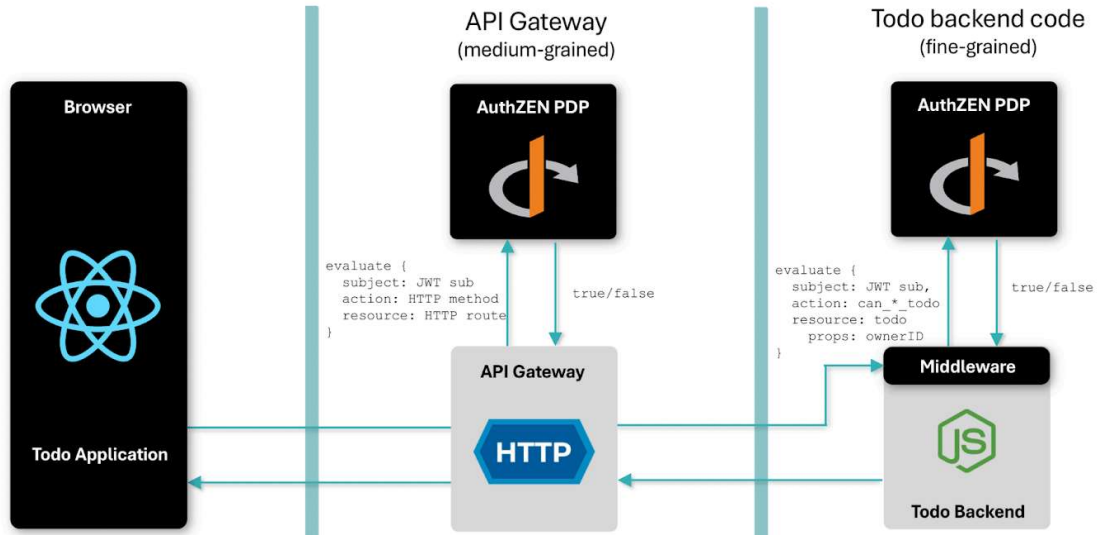 API Gateway
(medium-grained)
Todo backend code
(fine-grained)
Browser
Todo Application
AuthZEN PDP
evaluate {
subject: JWT sub
action: HTTP method
resource: HTTP route
}
true/false
API Gateway
HTTP
AuthZEN PDP
evaluate {
subject: JWT sub,
action: can_*_todo
resource: todo
props: ownerID
}
true/false
Middleware
JS
Todo Backend